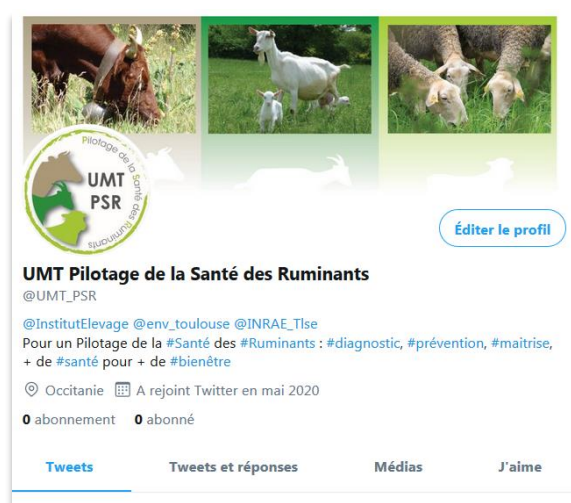 Pilotage de la Santé des Ruminants
UMT
PSR
Éditer le profil
UMT Pilotage de la Santé des Ruminants
@UMT_PSR
@InstitutElevage @env_toulouse @INRAE_Tlse
Pour un Pilotage de la #Santé des #Ruminants : #diagnostic, #prévention, #maitrise,
+ de #santé pour + de #bienêtre
Occitanie A rejoint Twitter en mai 2020
0 abonnement 0 abonné
Tweets Tweets et réponses Médias J'aime